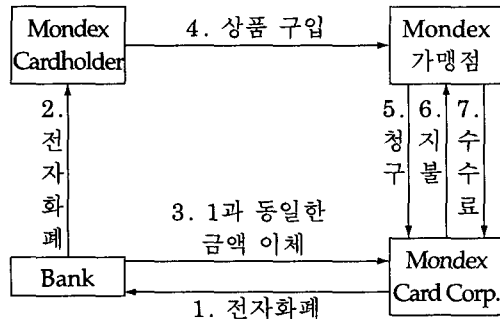 Mondex
Cardholder
4. 상품 구입
Mondex
가맹점
2.
전
자
화
폐
5.
청
구
6.
지
불
7.
수
수
료
3. 1과 동일한
금액 이체
Bank
1. 전자화폐
Mondex
Card Corp.